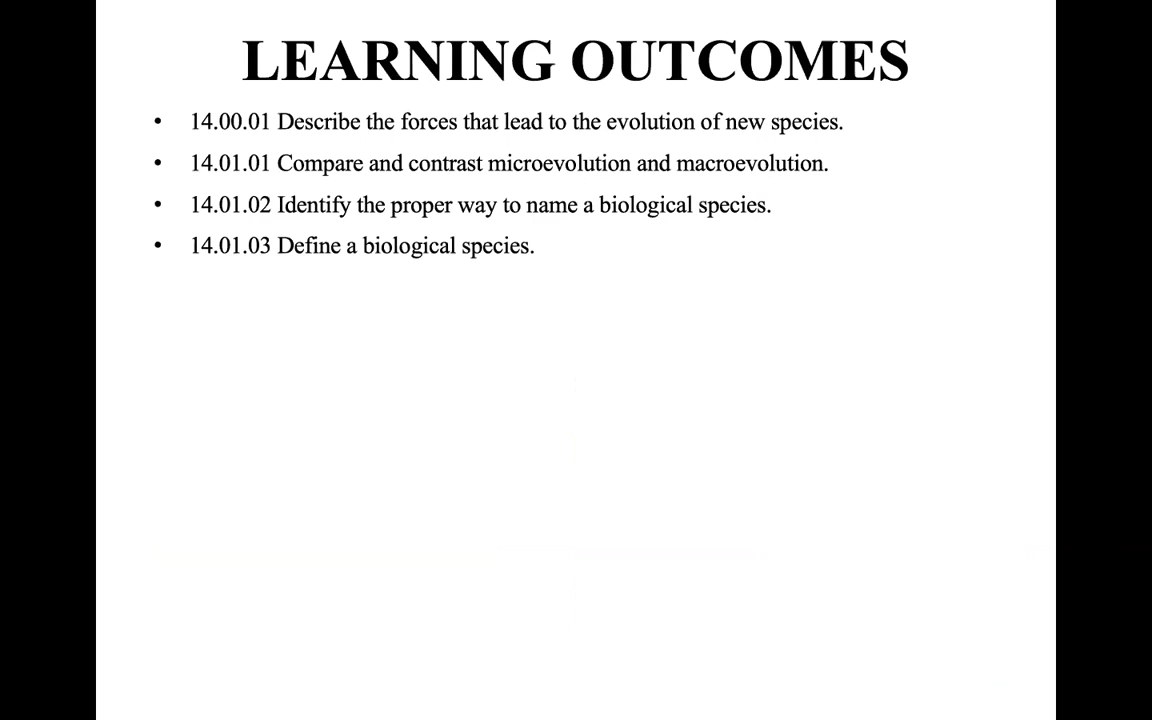 LEARNING OUTCOMES
• 14.00.01 Describe the forces that lead to the evolution of new species.
• 14.01.01 Compare and contrast microevolution and macroevolution.
• 14.01.02 Identify the proper way to name a biological species.
• 14.01.03 Define a biological species.